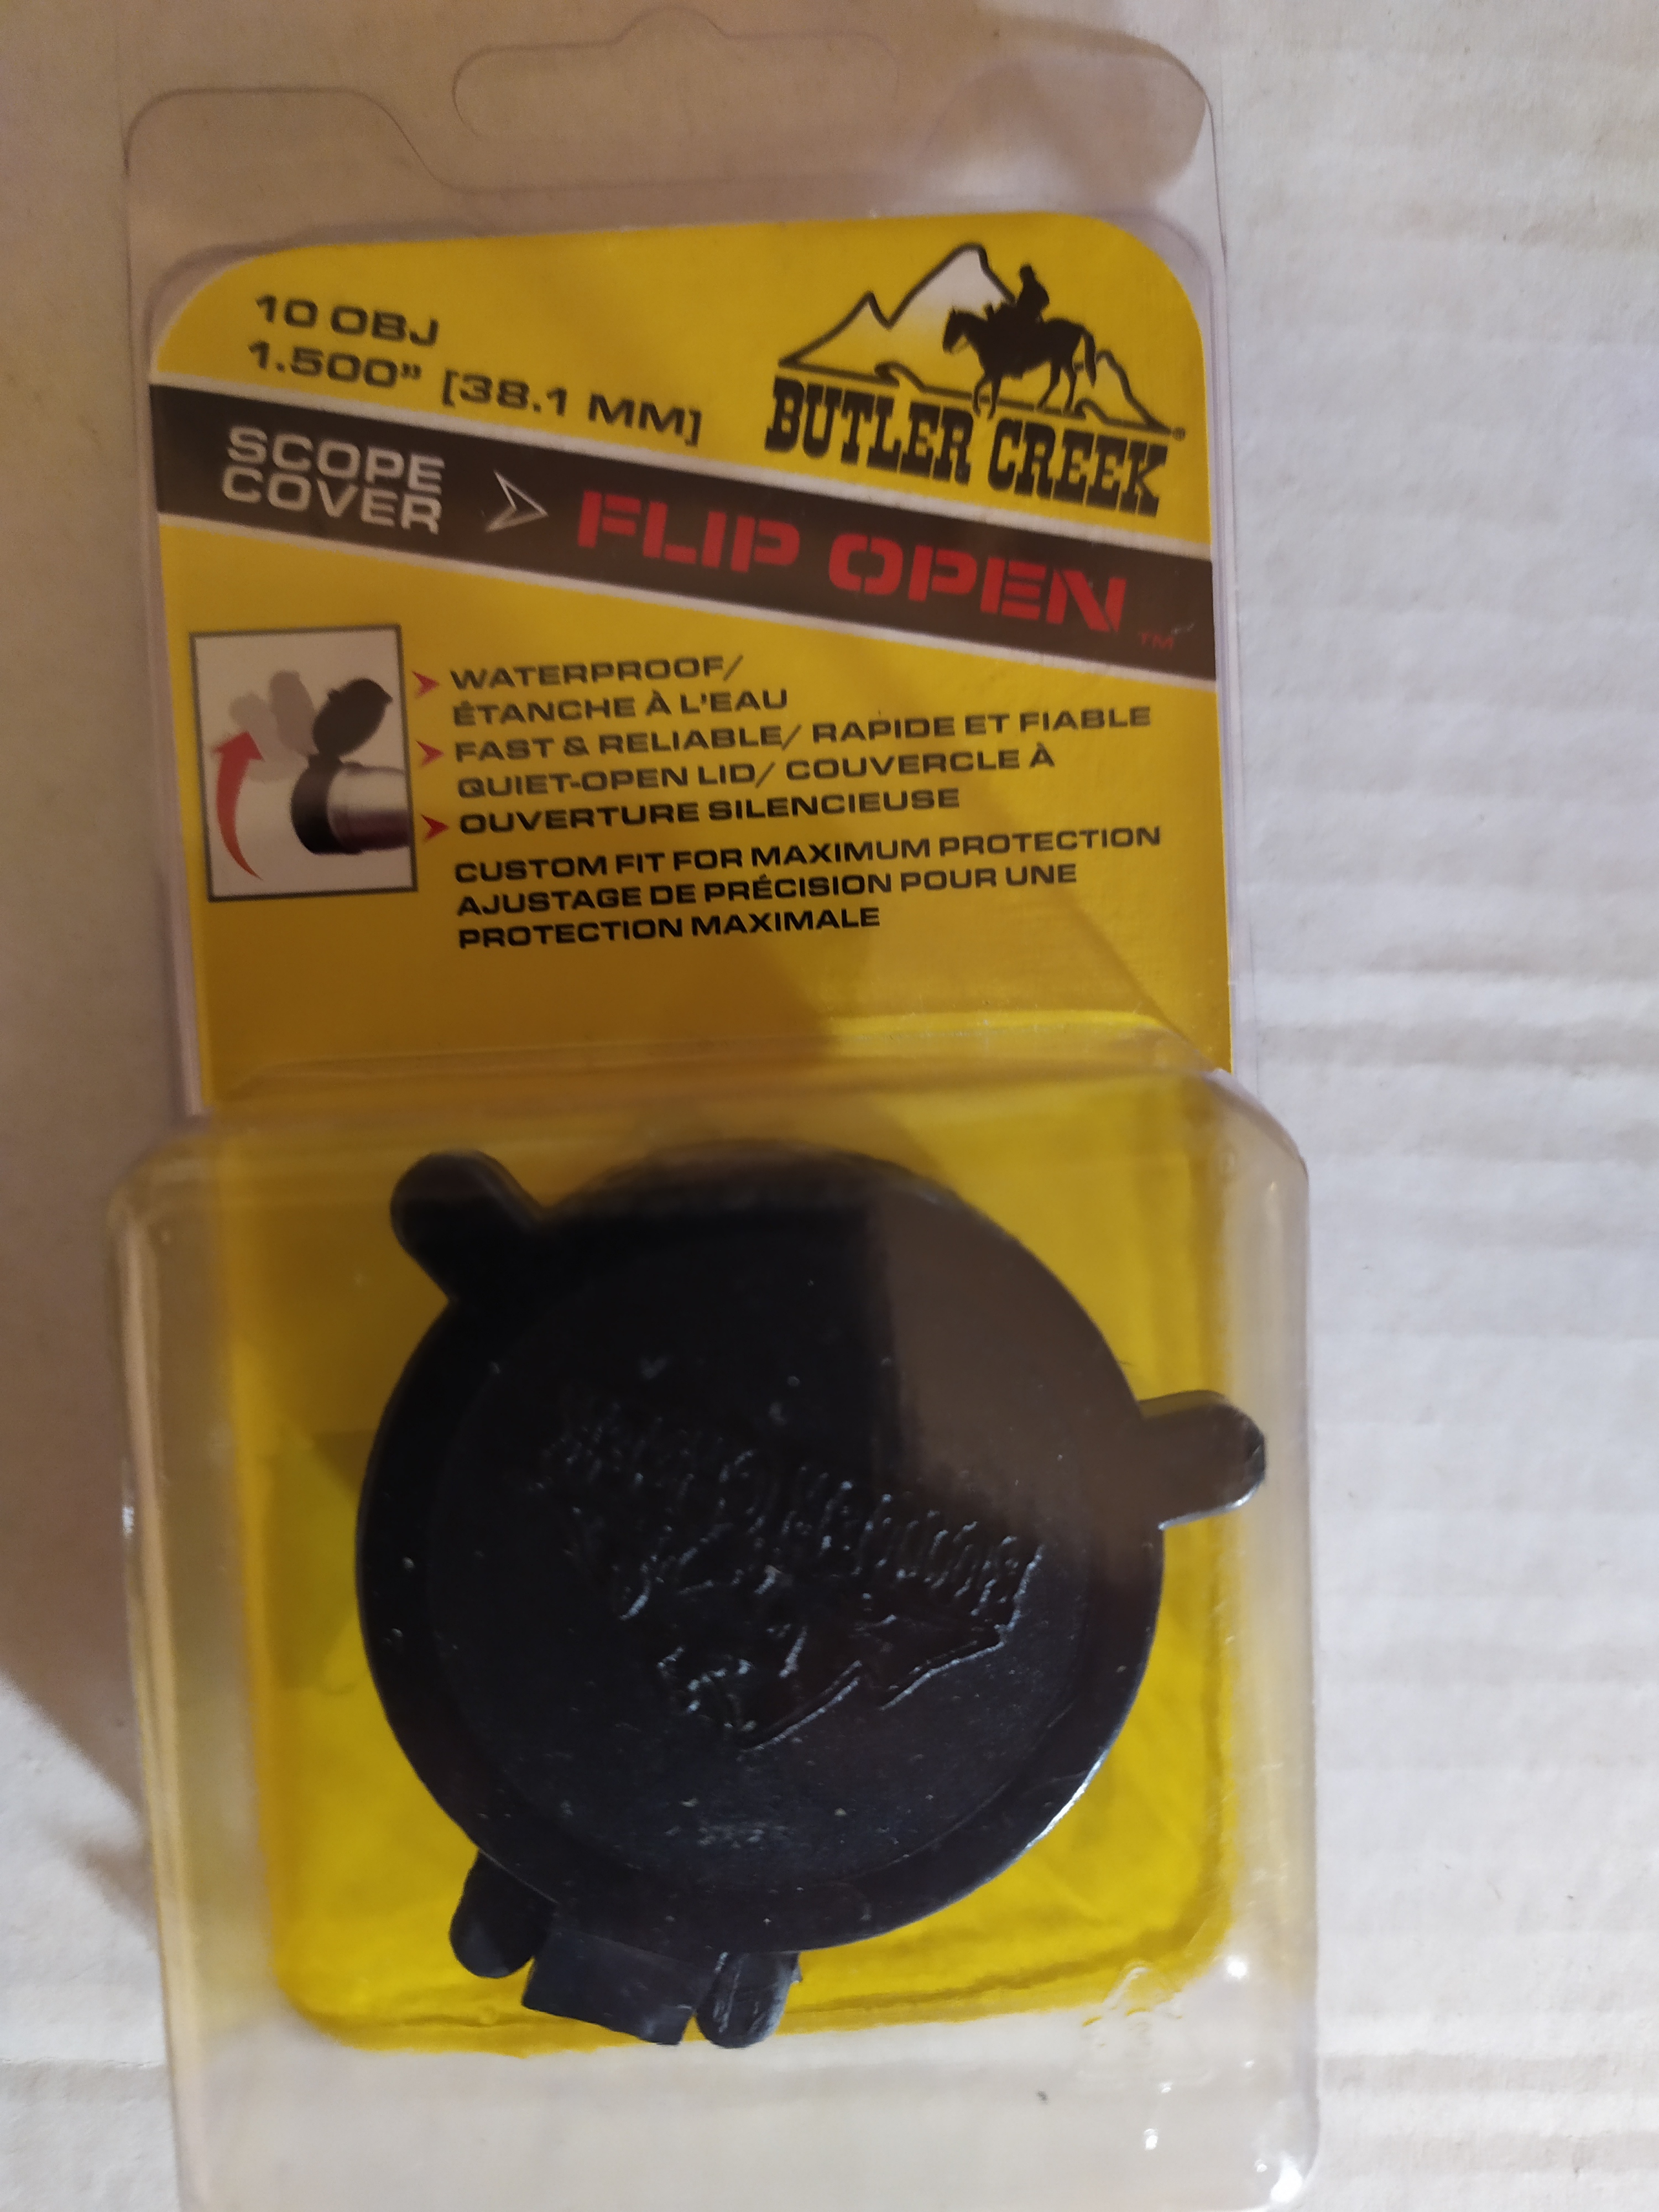 10 OBJ
1.500" [38.1 MM]
BUTLER CREEK®
SCOPE
COVER
FLIP OPEN™
WATERPROOF/
ÉTANCHE À L'EAU
FAST & RELIABLE/ RAPIDE ET FIABLE
QUIET-OPEN LID/ COUVERCLE À
OUVERTURE SILENCIEUSE
CUSTOM FIT FOR MAXIMUM PROTECTION
AJUSTAGE DE PRÉCISION POUR UNE
PROTECTION MAXIMALE